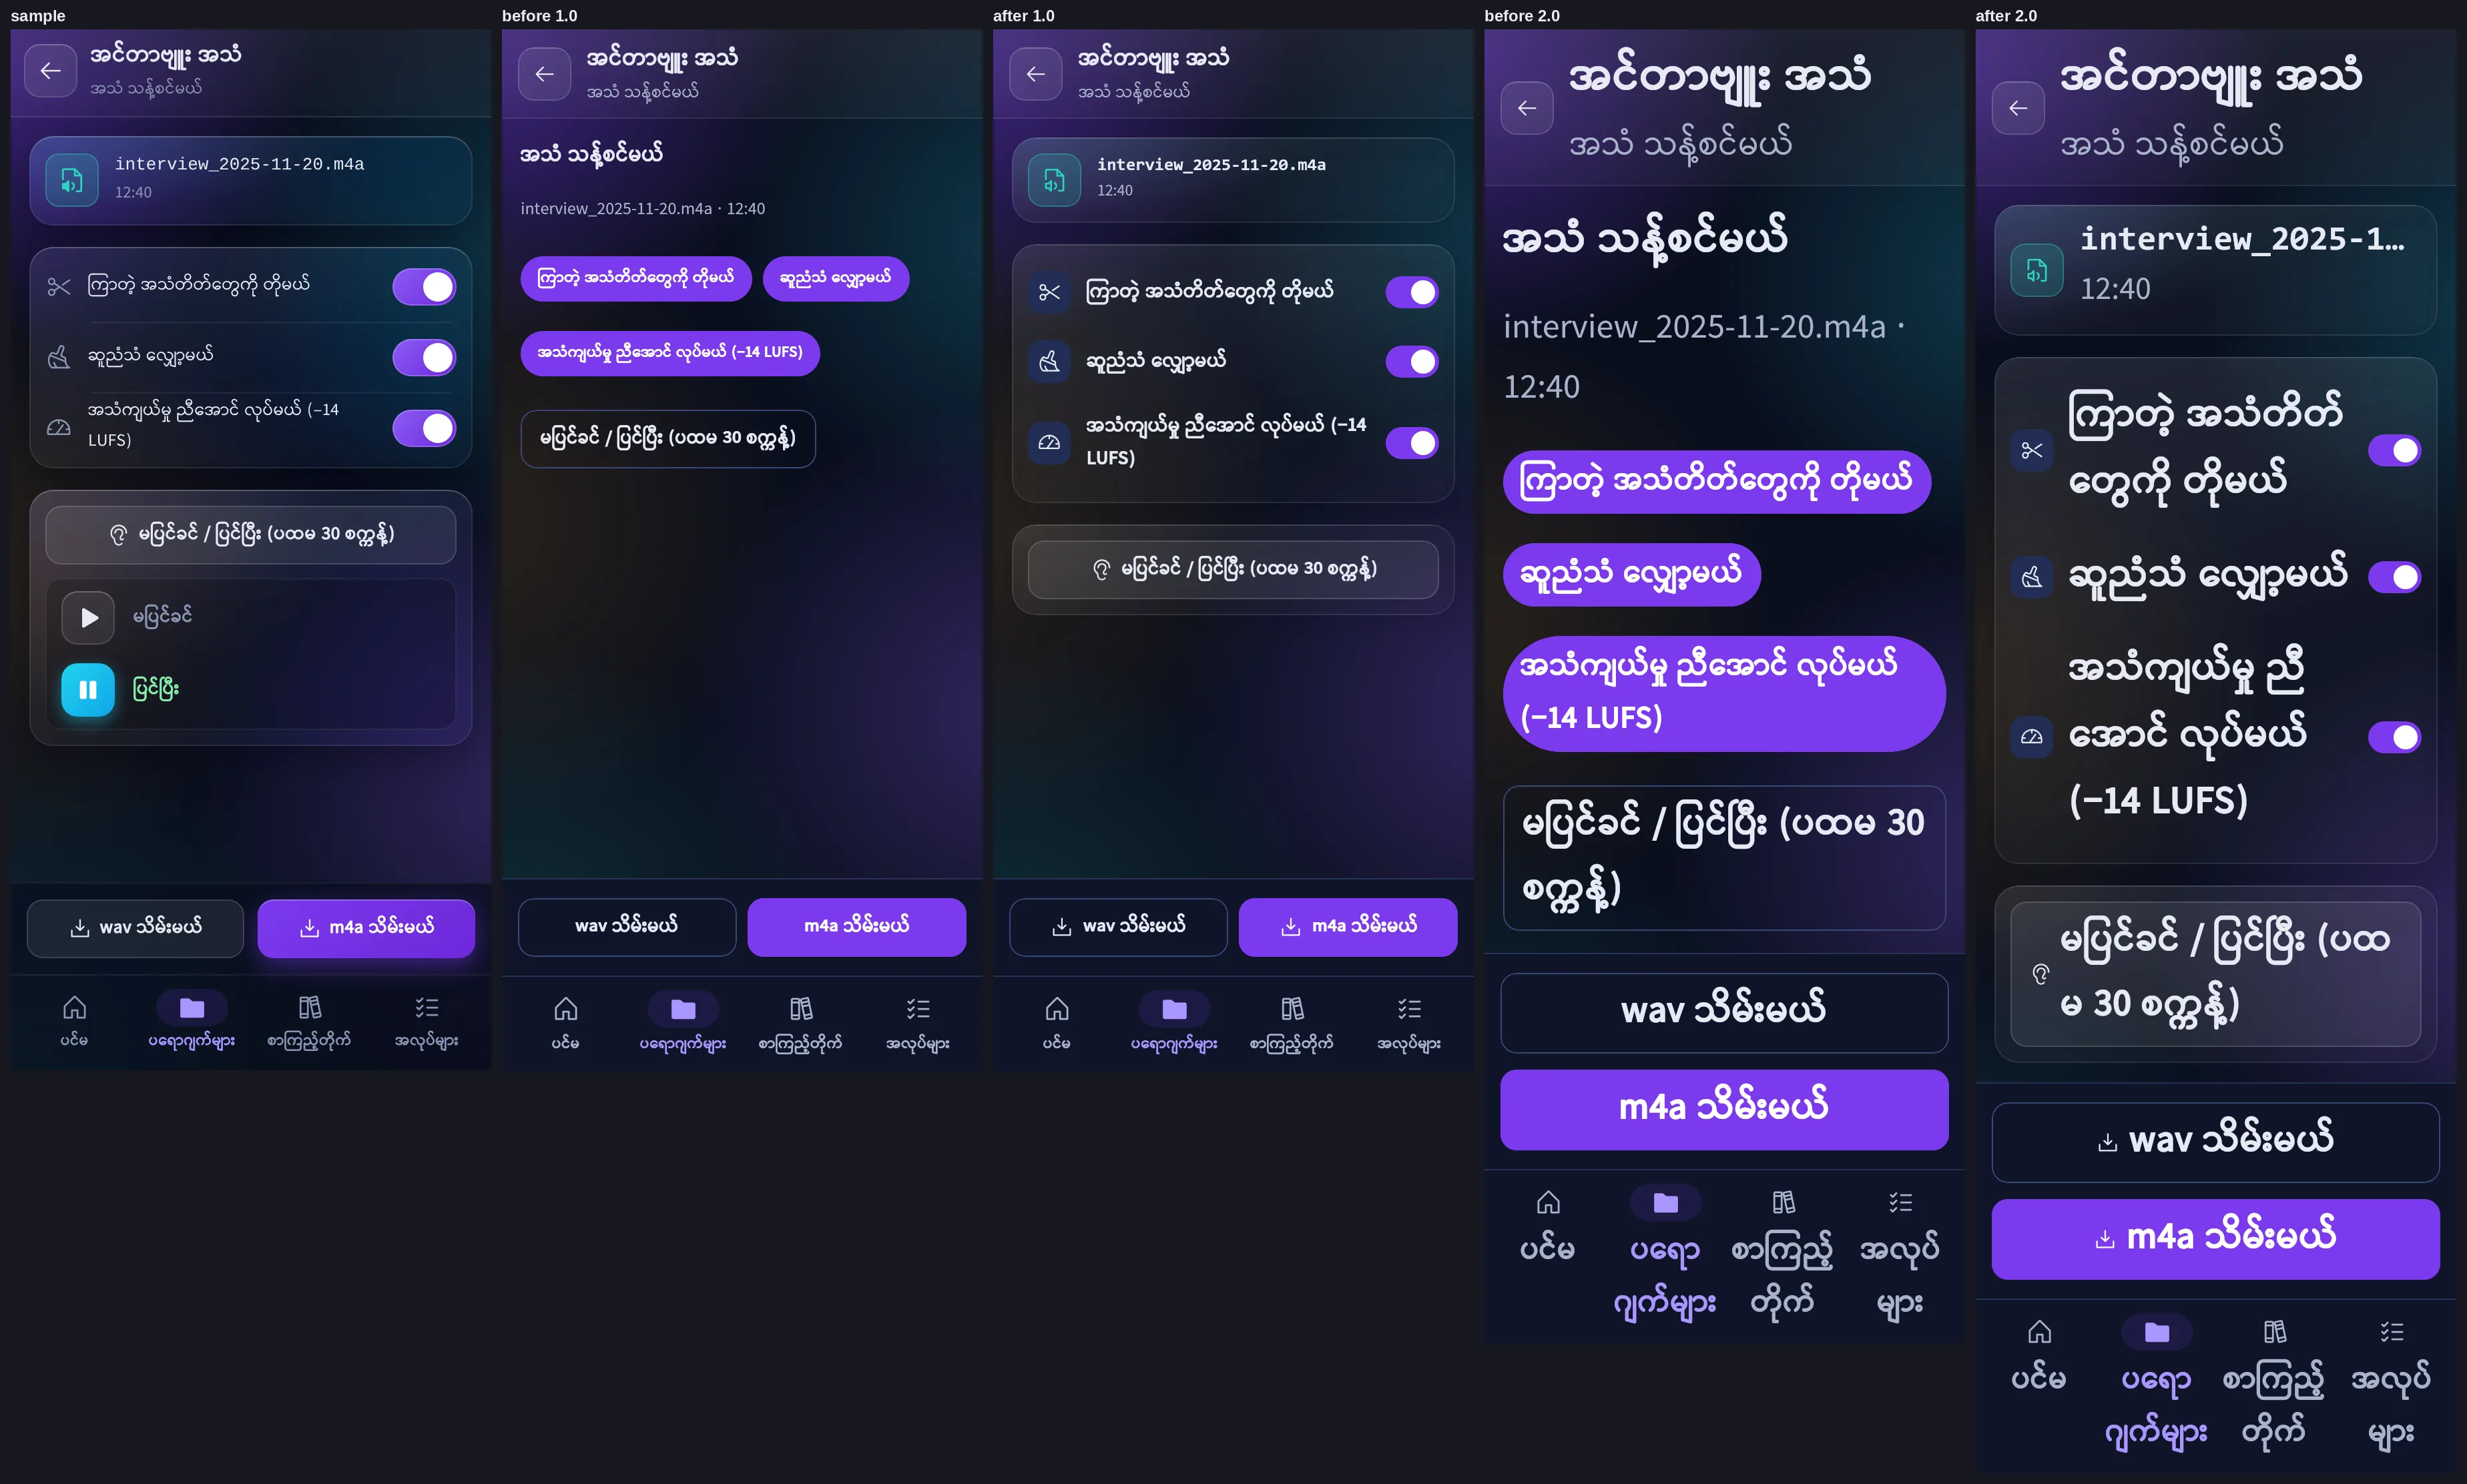 sample
အင်တာဗျူး အသံ
အသံ သန့်စင်မယ်
interview_2025-11-20.m4a
12:40
ကြာတဲ့ အသံတိတ်တွေကို တိုမယ်
ဆူညံသံ လျှော့မယ်
အသံကျယ်မှု ညီအောင် လုပ်မယ် (−14
LUFS)
မပြင်ခင် / ပြင်ပြီး (ပထမ 30 စက္ကန့်)
မပြင်ခင်
ပြင်ပြီး
wav သိမ်းမယ်
m4a သိမ်းမယ်
ပင်မ
ပရောဂျက်များ
စာကြည့်တိုက်
အလုပ်များ
before 1.0
အင်တာဗျူး အသံ
အသံ သန့်စင်မယ်
အသံ သန့်စင်မယ်
interview_2025-11-20.m4a · 12:40
ကြာတဲ့ အသံတိတ်တွေကို တိုမယ်
ဆူညံသံ လျှော့မယ်
အသံကျယ်မှု ညီအောင် လုပ်မယ် (−14 LUFS)
မပြင်ခင် / ပြင်ပြီး (ပထမ 30 စက္ကန့်)
wav သိမ်းမယ်
m4a သိမ်းမယ်
ပင်မ
ပရောဂျက်များ
စာကြည့်တိုက်
အလုပ်များ
after 1.0
အင်တာဗျူး အသံ
အသံ သန့်စင်မယ်
interview_2025-11-20.m4a
12:40
ကြာတဲ့ အသံတိတ်တွေကို တိုမယ်
ဆူညံသံ လျှော့မယ်
အသံကျယ်မှု ညီအောင် လုပ်မယ် (−14
LUFS)
မပြင်ခင် / ပြင်ပြီး (ပထမ 30 စက္ကန့်)
wav သိမ်းမယ်
m4a သိမ်းမယ်
ပင်မ
ပရောဂျက်များ
စာကြည့်တိုက်
အလုပ်များ
before 2.0
အင်တာဗျူး အသံ
အသံ သန့်စင်မယ်
အသံ သန့်စင်မယ်
interview_2025-11-20.m4a ·
12:40
ကြာတဲ့ အသံတိတ်တွေကို တိုမယ်
ဆူညံသံ လျှော့မယ်
အသံကျယ်မှု ညီအောင် လုပ်မယ်
(−14 LUFS)
မပြင်ခင် / ပြင်ပြီး (ပထမ 30
စက္ကန့်)
wav သိမ်းမယ်
m4a သိမ်းမယ်
ပင်မ
ပရော
ဂျက်များ
စာကြည့်
တိုက်
အလုပ်
များ
after 2.0
အင်တာဗျူး အသံ
အသံ သန့်စင်မယ်
interview_2025-1…
12:40
ကြာတဲ့ အသံတိတ်
တွေကို တိုမယ်
ဆူညံသံ လျှော့မယ်
အသံကျယ်မှု ညီ
အောင် လုပ်မယ်
(−14 LUFS)
မပြင်ခင် / ပြင်ပြီး (ပထ
မ 30 စက္ကန့်)
wav သိမ်းမယ်
m4a သိမ်းမယ်
ပင်မ
ပရော
ဂျက်များ
စာကြည့်
တိုက်
အလုပ်
များ